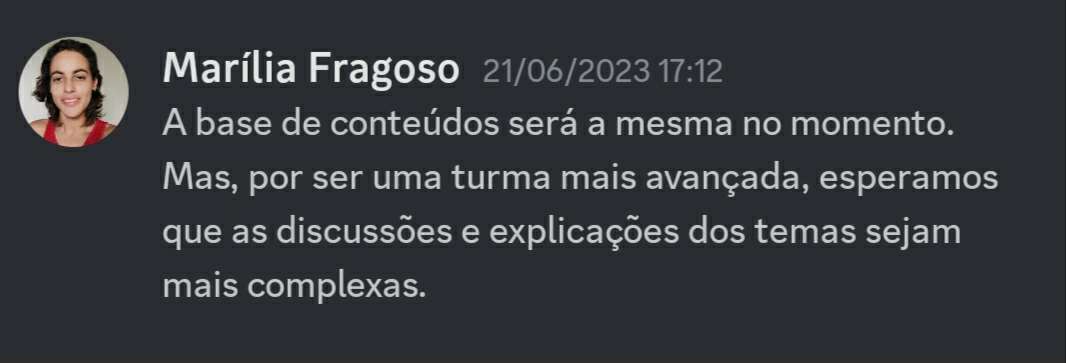 Marília Fragoso 21/06/2023 17:12
A base de conteúdos será a mesma no momento.
Mas, por ser uma turma mais avançada, esperamos
que as discussões e explicações dos temas sejam
mais complexas.